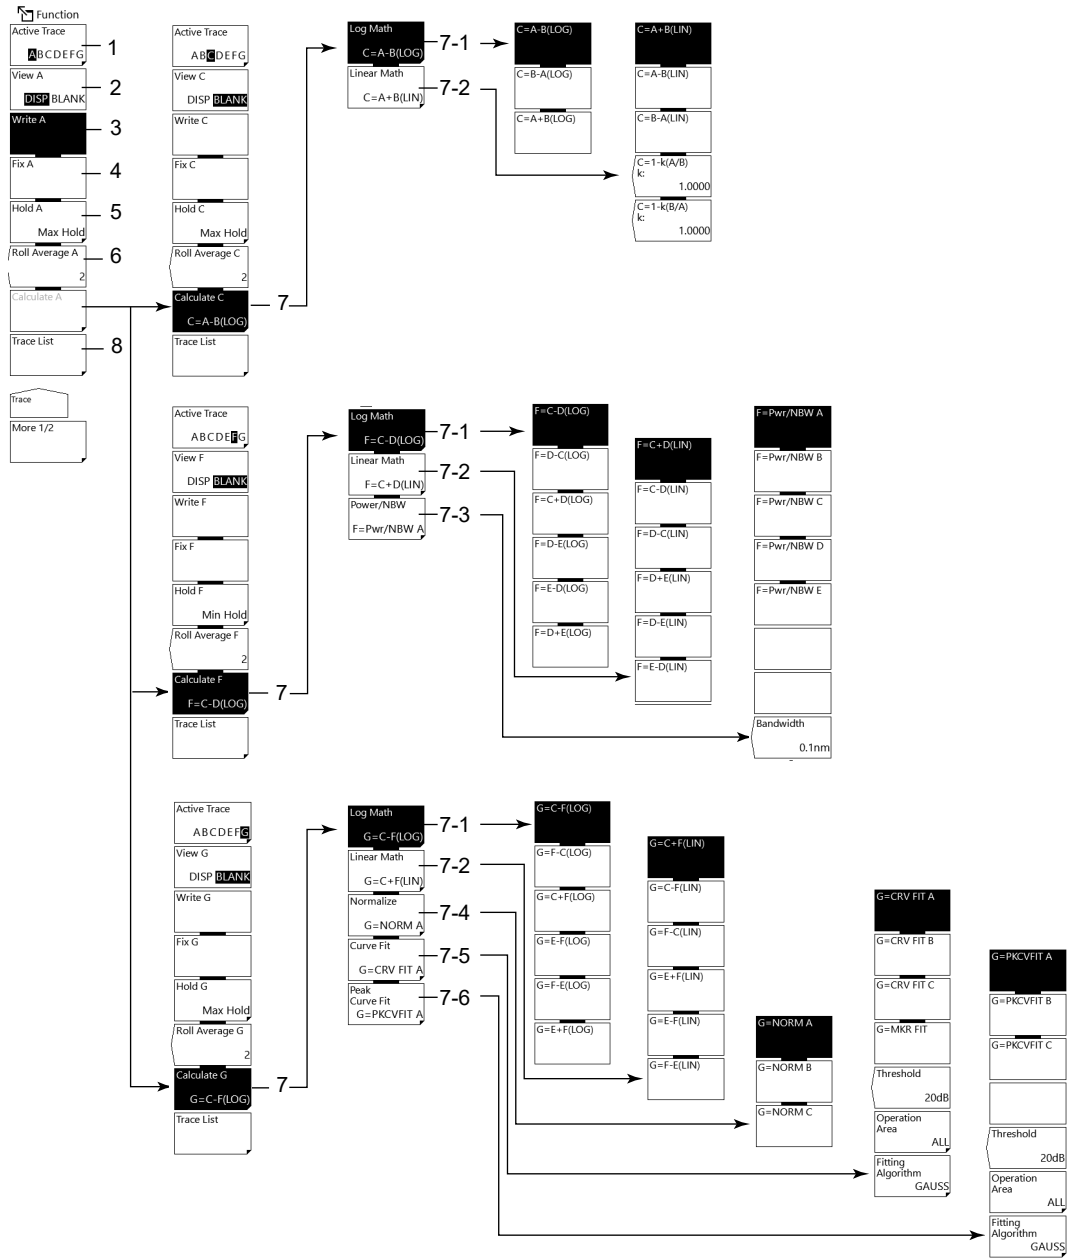 Function
Active Trace
ABCDEFG
1
View A
DISP BLANK
2
Write A
3
Fix A
4
Hold A
Max Hold
5
Roll Average A
2
6
Calculate A
Trace List
8
Trace
More 1/2
Active Trace
ABCDEFG
View C
DISP BLANK
Write C
Fix C
Hold C
Max Hold
Roll Average C
2
Calculate C
C=A-B(LOG)
7
Trace List
Log Math
C=A-B(LOG)
7-1
Linear Math
C=A+B(LIN)
7-2
C=A-B(LOG)
C=B-A(LOG)
C=A+B(LOG)
C=A+B(LIN)
C=A-B(LIN)
C=B-A(LIN)
C=1-k(A/B)
k:
1.0000
C=1-k(B/A)
k:
1.0000
Active Trace
ABCDEFG
View F
DISP BLANK
Write F
Fix F
Hold F
Min Hold
Roll Average F
2
Calculate F
F=C-D(LOG)
7
Trace List
Log Math
F=C-D(LOG)
7-1
Linear Math
F=C+D(LIN)
7-2
Power/NBW
F=Pwr/NBW A
7-3
F=C-D(LOG)
F=D-C(LOG)
F=C+D(LOG)
F=D-E(LOG)
F=E-D(LOG)
F=D+E(LOG)
F=C+D(LIN)
F=C-D(LIN)
F=D-C(LIN)
F=D+E(LIN)
F=D-E(LIN)
F=E-D(LIN)
F=Pwr/NBW A
F=Pwr/NBW B
F=Pwr/NBW C
F=Pwr/NBW D
F=Pwr/NBW E
Bandwidth
0.1nm
Active Trace
ABCDEFG
View G
DISP BLANK
Write G
Fix G
Hold G
Max Hold
Roll Average G
2
Calculate G
G=C-F(LOG)
7
Trace List
Log Math
G=C-F(LOG)
7-1
Linear Math
G=C+F(LIN)
7-2
Normalize
G=NORM A
7-4
Curve Fit
G=CRV FIT A
7-5
Peak
Curve Fit
G=PKCVFIT A
7-6
G=C-F(LOG)
G=F-C(LOG)
G=C+F(LOG)
G=E-F(LOG)
G=F-E(LOG)
G=E+F(LOG)
G=C+F(LIN)
G=C-F(LIN)
G=F-C(LIN)
G=E+F(LIN)
G=E-F(LIN)
G=F-E(LIN)
G=NORM A
G=NORM B
G=NORM C
G=CRV FIT A
G=CRV FIT B
G=CRV FIT C
G=MKR FIT
Threshold
20dB
Operation
Area
ALL
Fitting
Algorithm
GAUSS
G=PKCVFIT A
G=PKCVFIT B
G=PKCVFIT C
Threshold
20dB
Operation
Area
ALL
Fitting
Algorithm
GAUSS